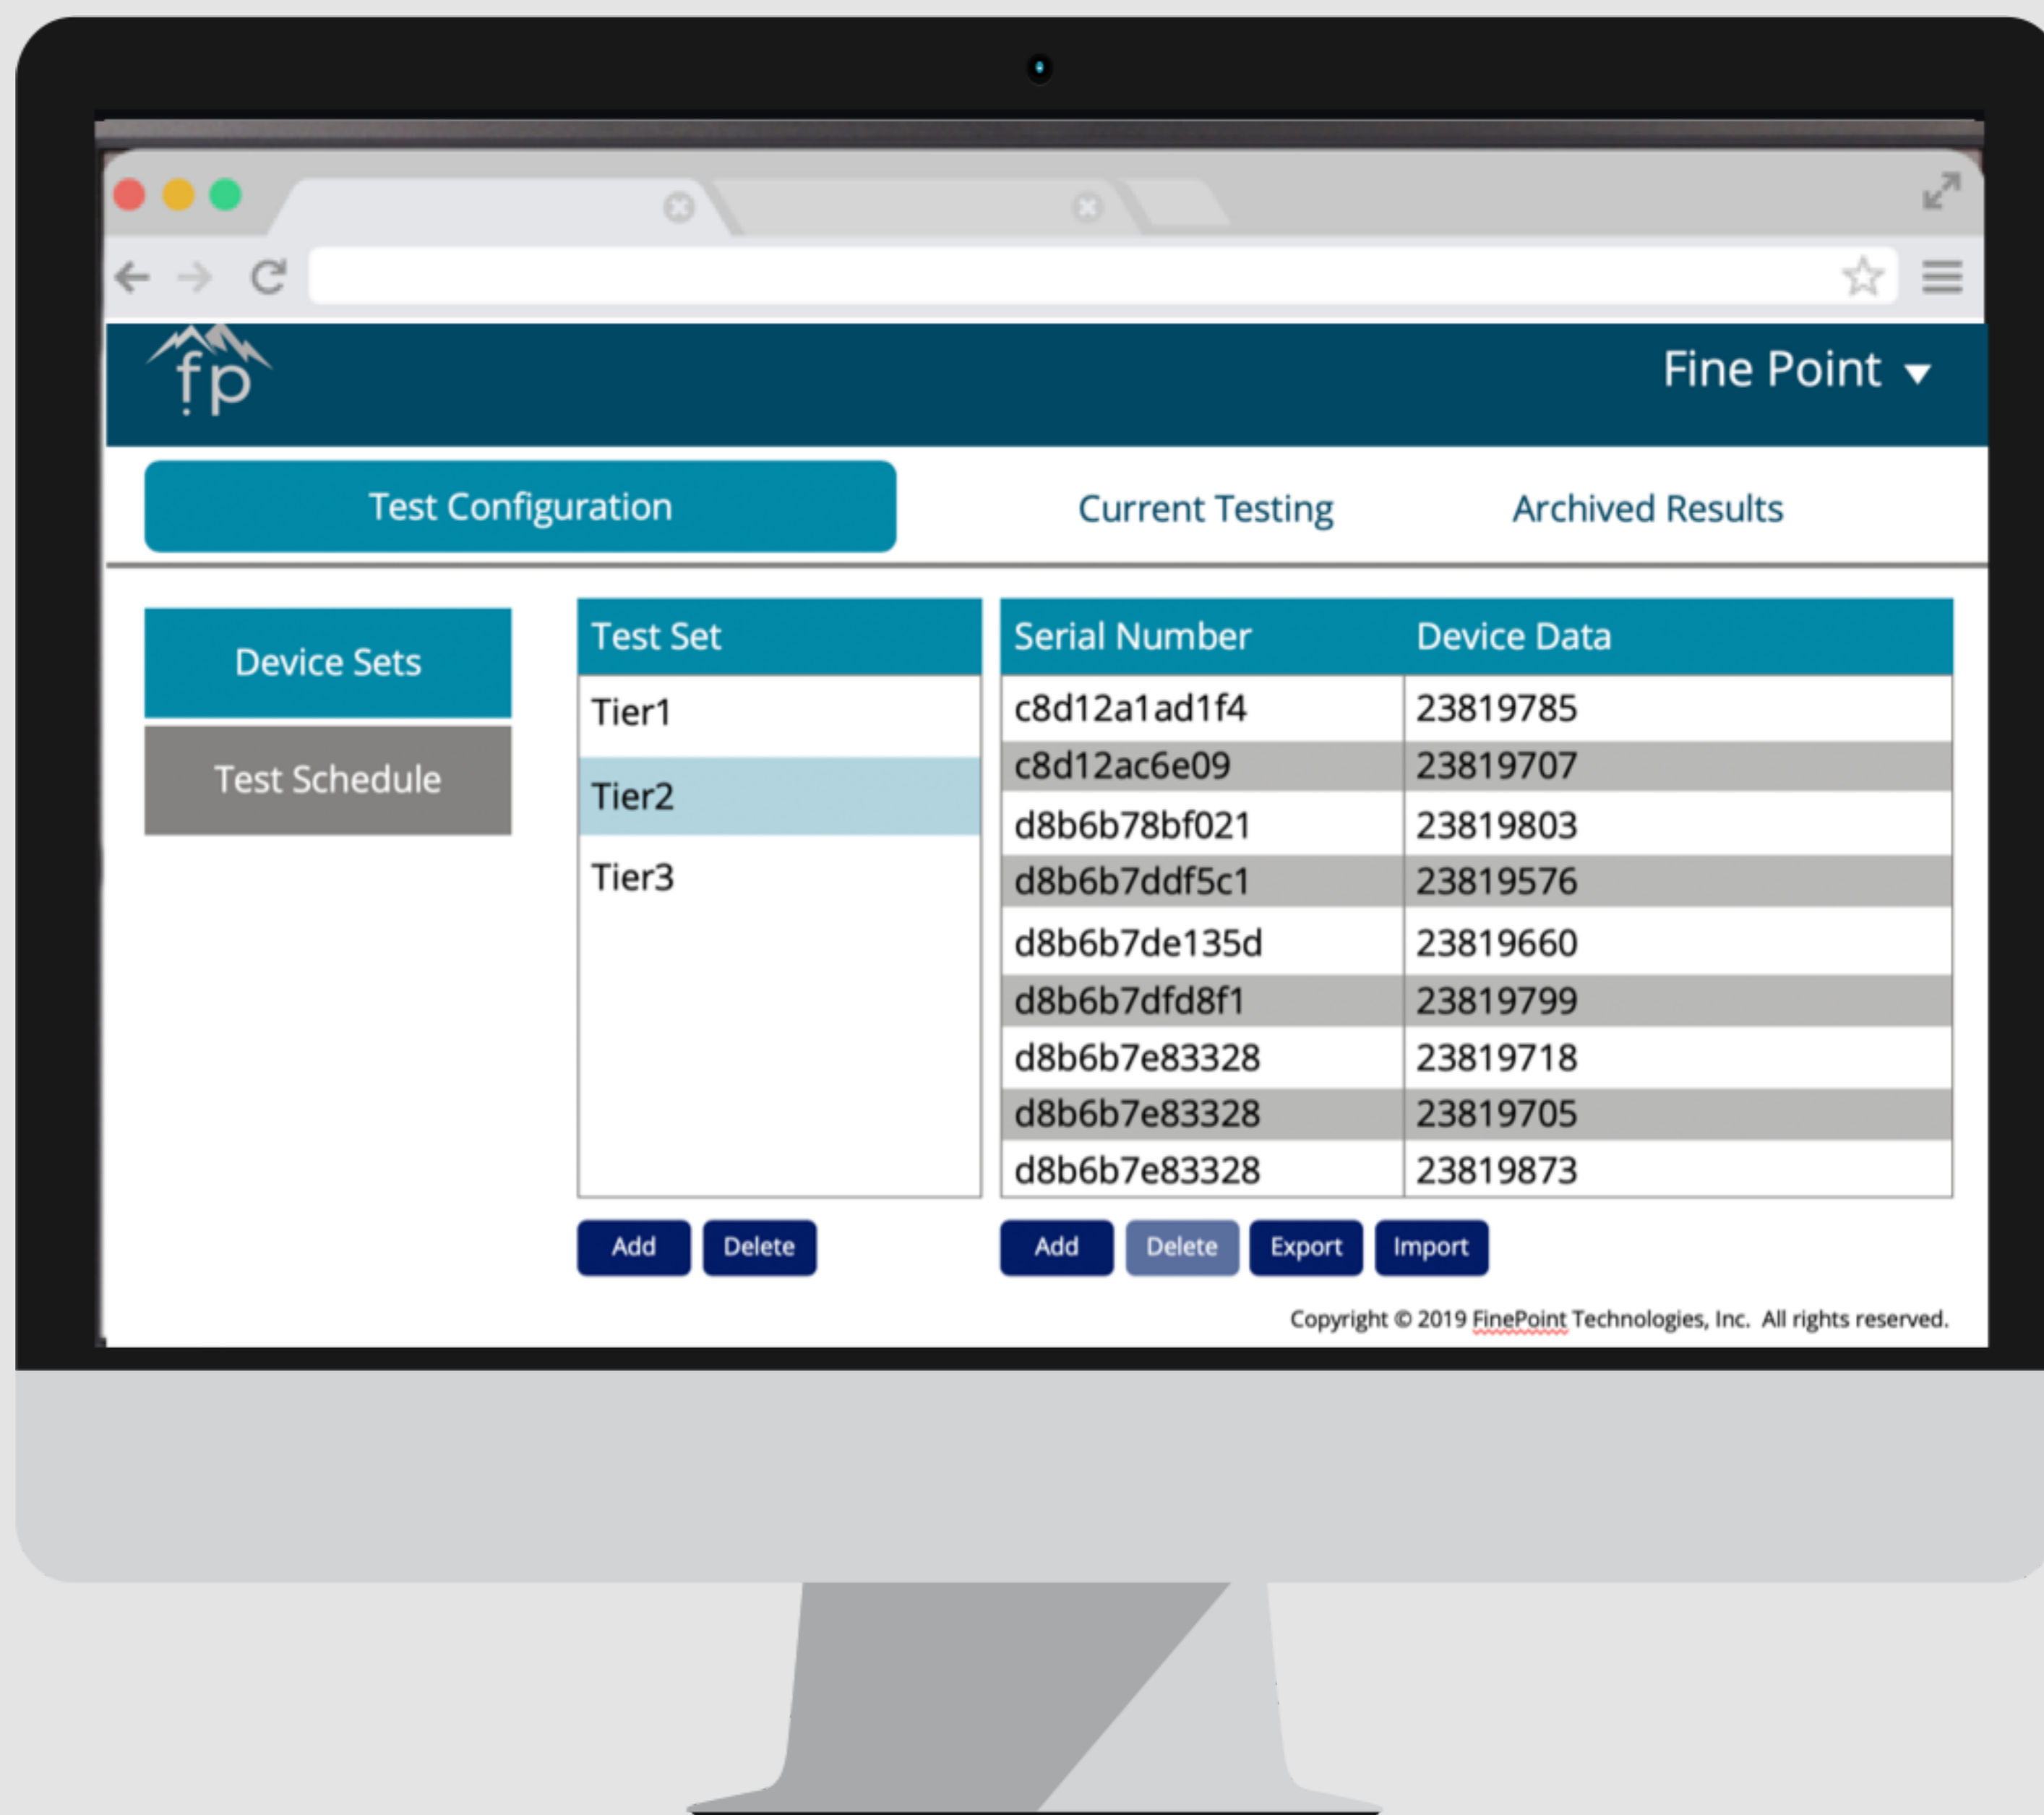 fp
Fine Point
Test Configuration
Current Testing
Archived Results
Device Sets
Test Schedule
Test Set
Tier1
Tier2
Tier3
Serial Number Device Data
c8d12a1ad1f4 23819785
c8d12ac6e09 23819707
d8b6b78bf021 23819803
d8b6b7ddf5c1 23819576
d8b6b7de135d 23819660
d8b6b7dfd8f1 23819799
d8b6b7e83328 23819718
d8b6b7e83328 23819705
d8b6b7e83328 23819873
Add Delete
Add Delete Export Import
Copyright © 2019 FinePoint Technologies, Inc. All rights reserved.